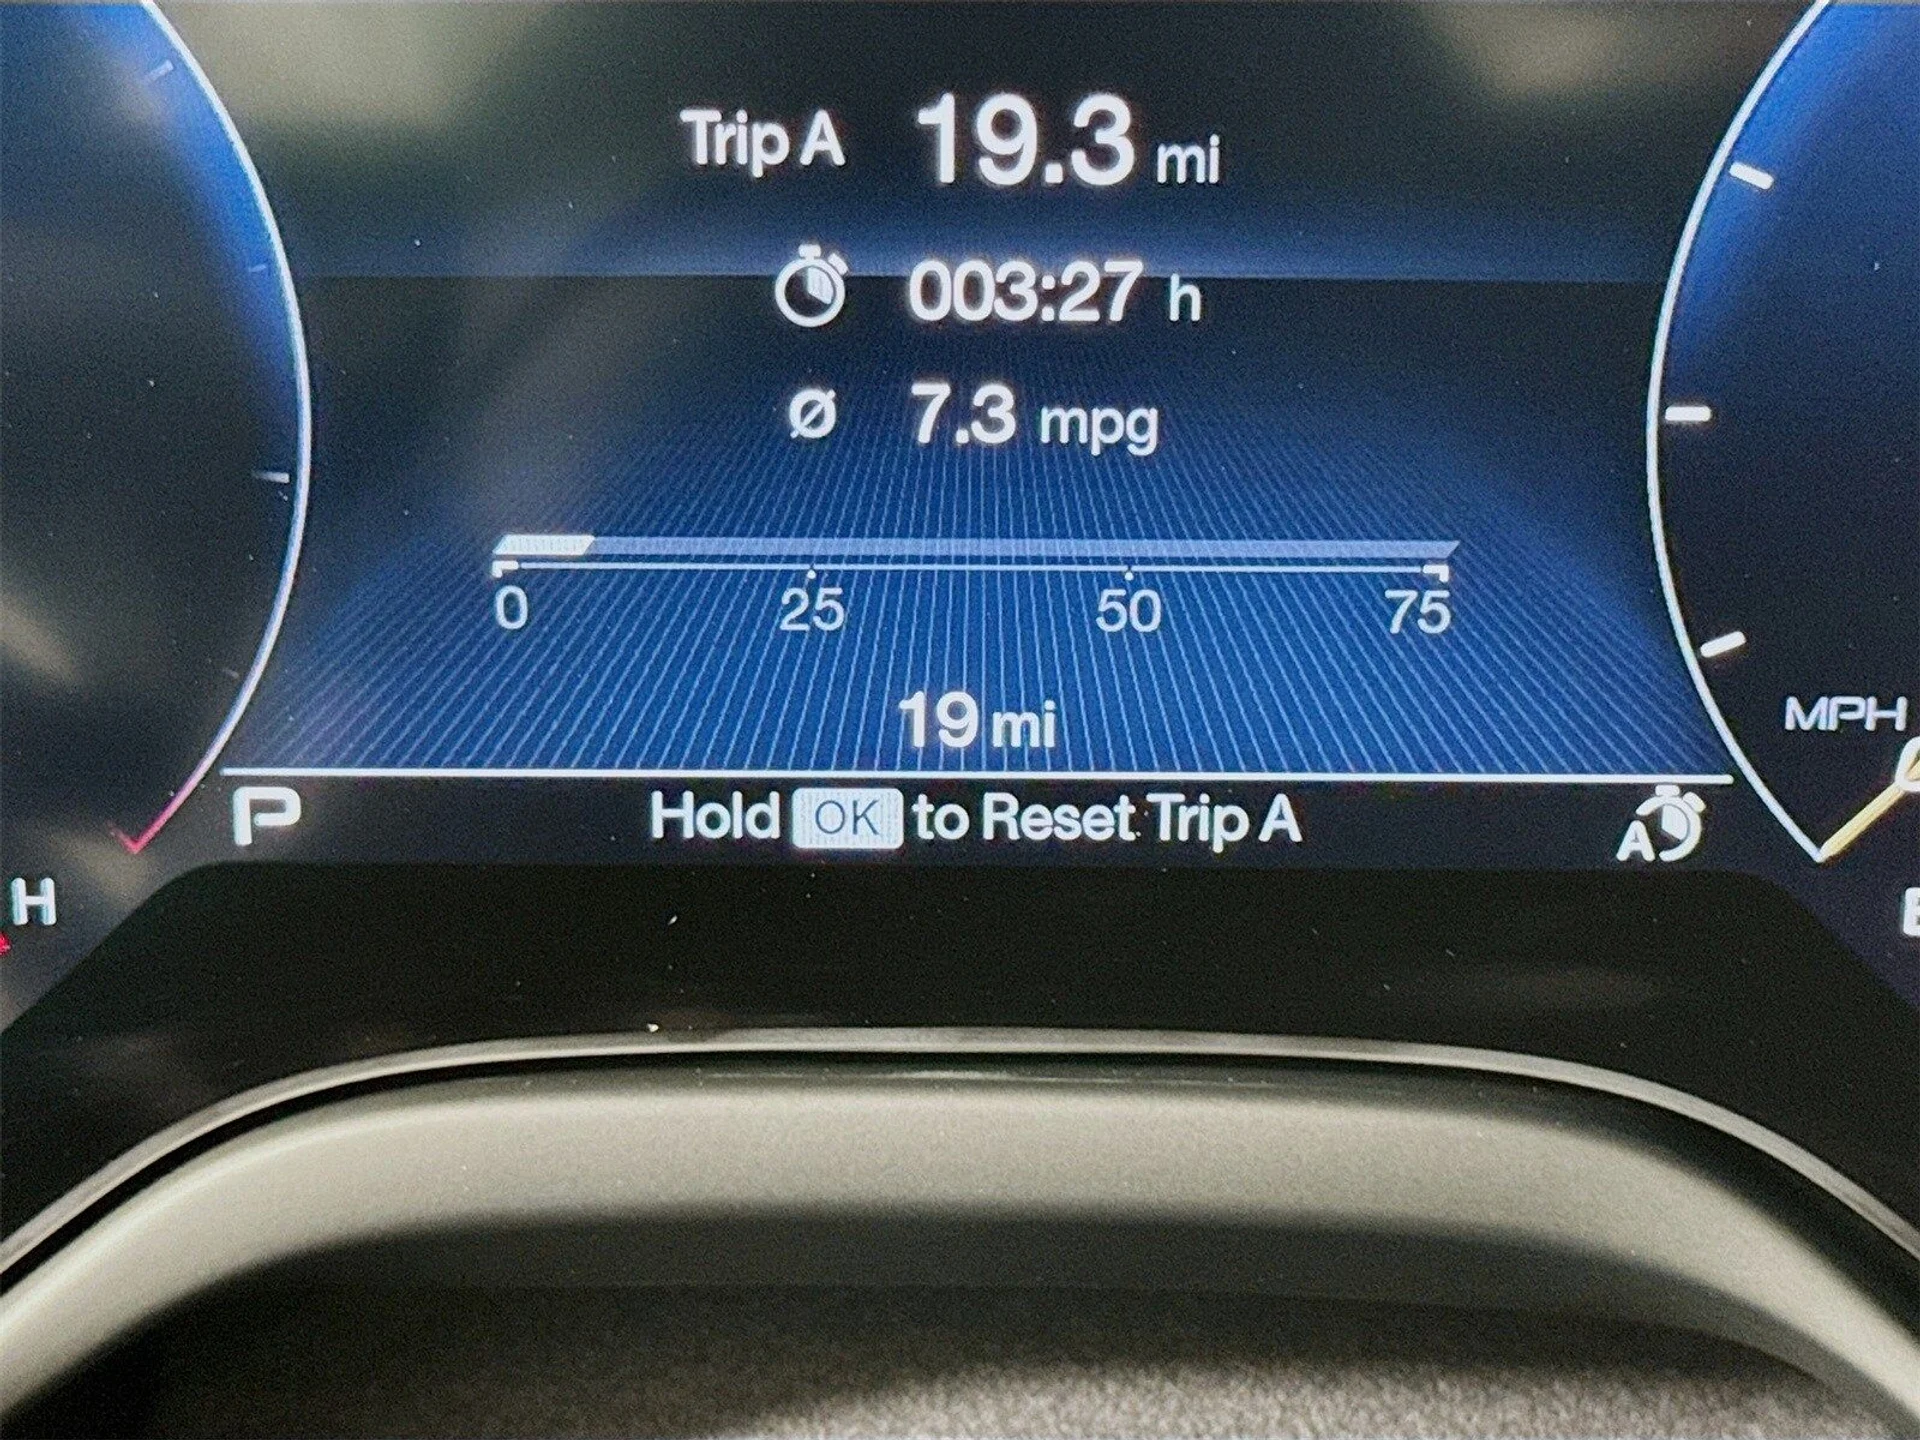 Trip A 19.3 mi
003:27 h
Ø 7.3 mpg
0 25 50 75
19 mi
MPH
P Hold OK to Reset Trip A A
H